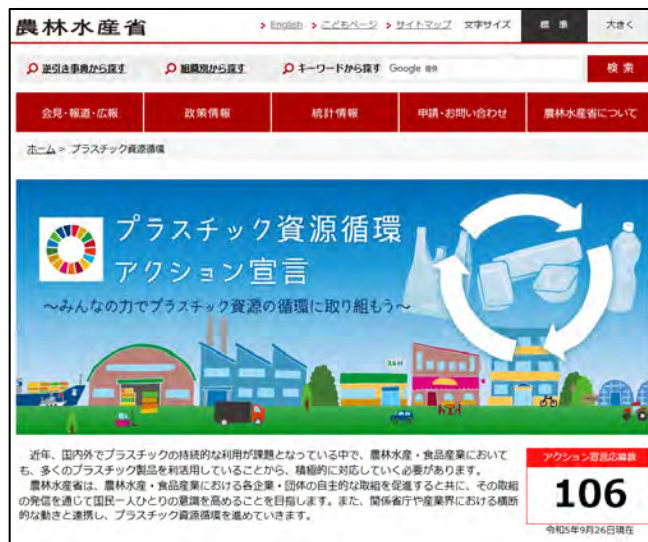 農林水産省
English こどもページ サイトマップ 文字サイズ 標準 大きく
逆引き事典から探す 組織別から探す キーワードから探す Google 提供 検索
会見・報道・広報 政策情報 統計情報 申請・お問い合わせ 農林水産省について
ホーム > プラスチック資源循環
プラスチック資源循環
アクション宣言
～みんなの力でプラスチック資源の循環に取り組もう～
近年、国内外でプラスチックの持続的な利用が課題となっている中で、農林水産・食品産業において
も、多くのプラスチック製品を利活用していることから、積極的に対応していく必要があります。
農林水産省は、農林水産・食品産業における各企業・団体の自主的な取組を促進すると共に、その取組
の発信を通じて国民一人ひとりの意識を高めることを目指します。また、関係省庁や産業界における横断
的な動きと連携し、プラスチック資源循環を進めていきます。
アクション宣言応募数
106
令和5年9月26日現在